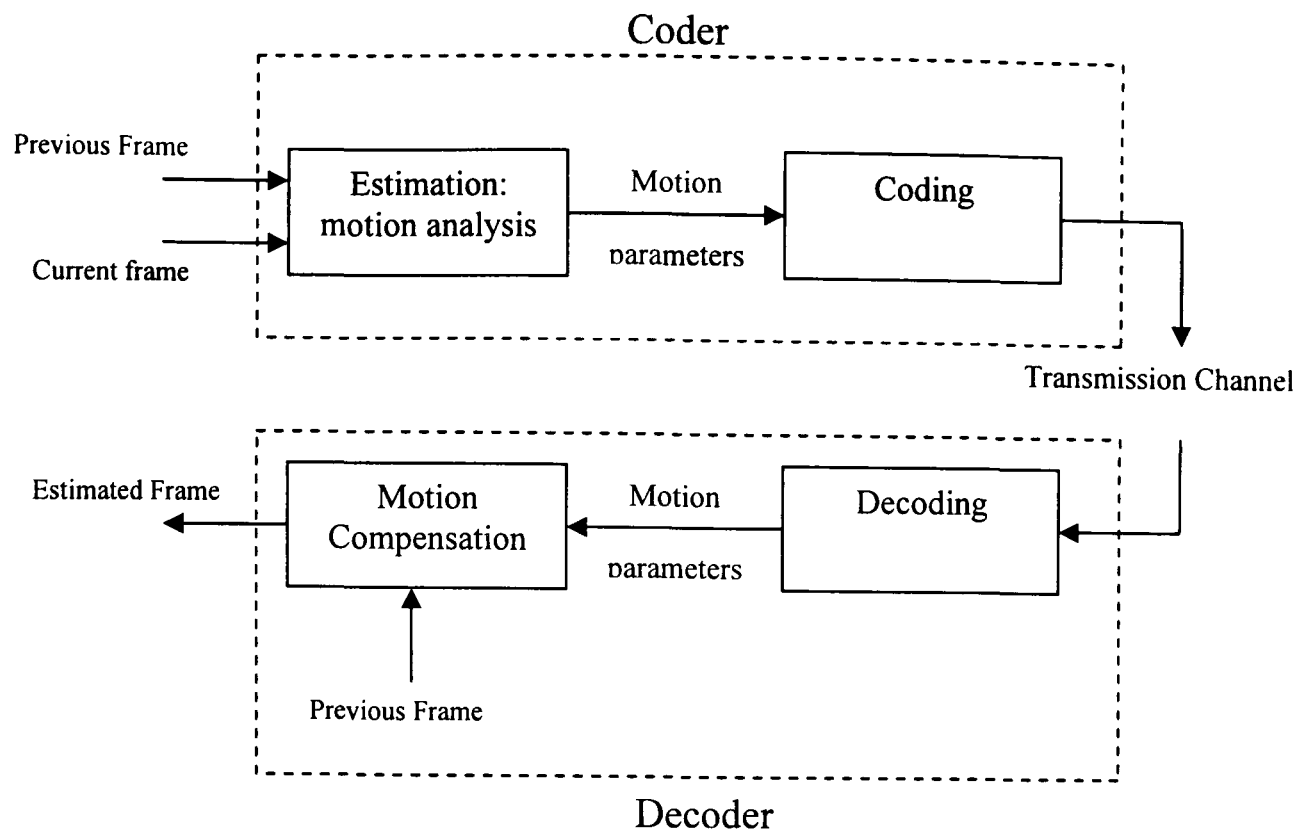 Coder
Previous Frame
Current frame
Estimation:
motion analysis
Motion
parameters
Coding
Transmission Channel
Estimated Frame
Motion
Compensation
Motion
parameters
Decoding
Previous Frame
Decoder